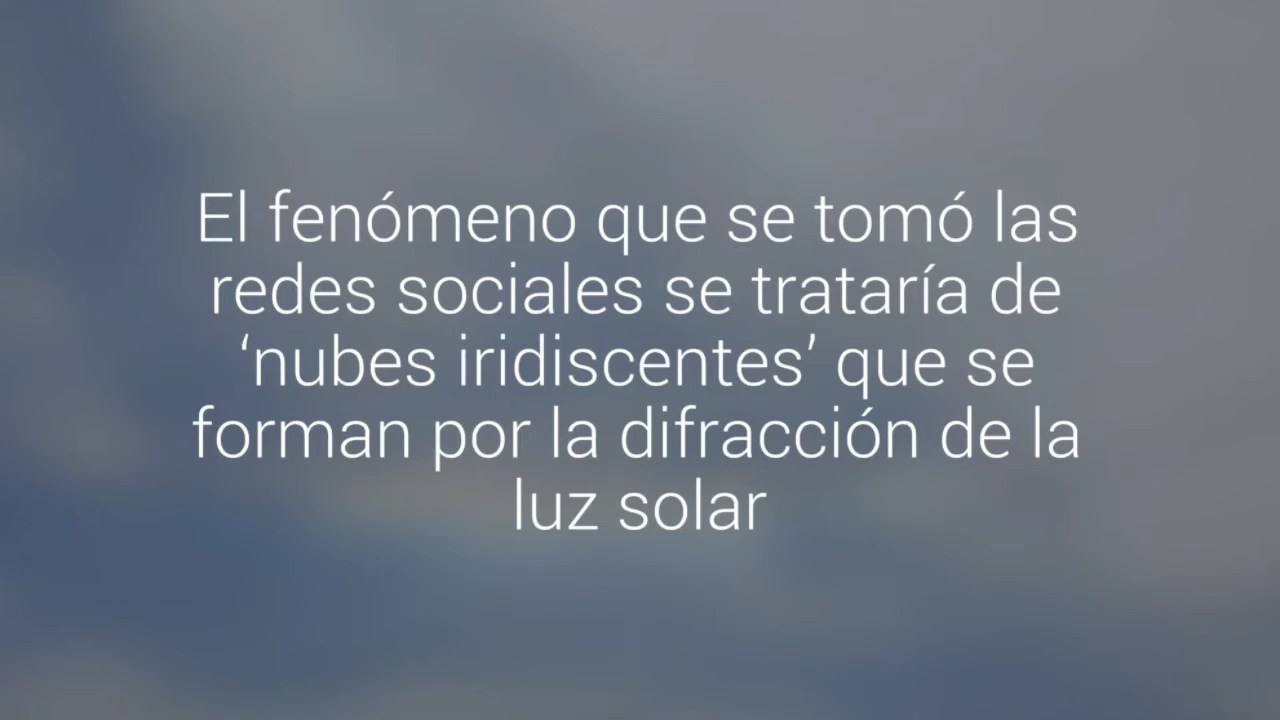 El fenómeno que se tomó las
redes sociales se trataría de
‘nubes iridiscentes’ que se
forman por la difracción de la
luz solar